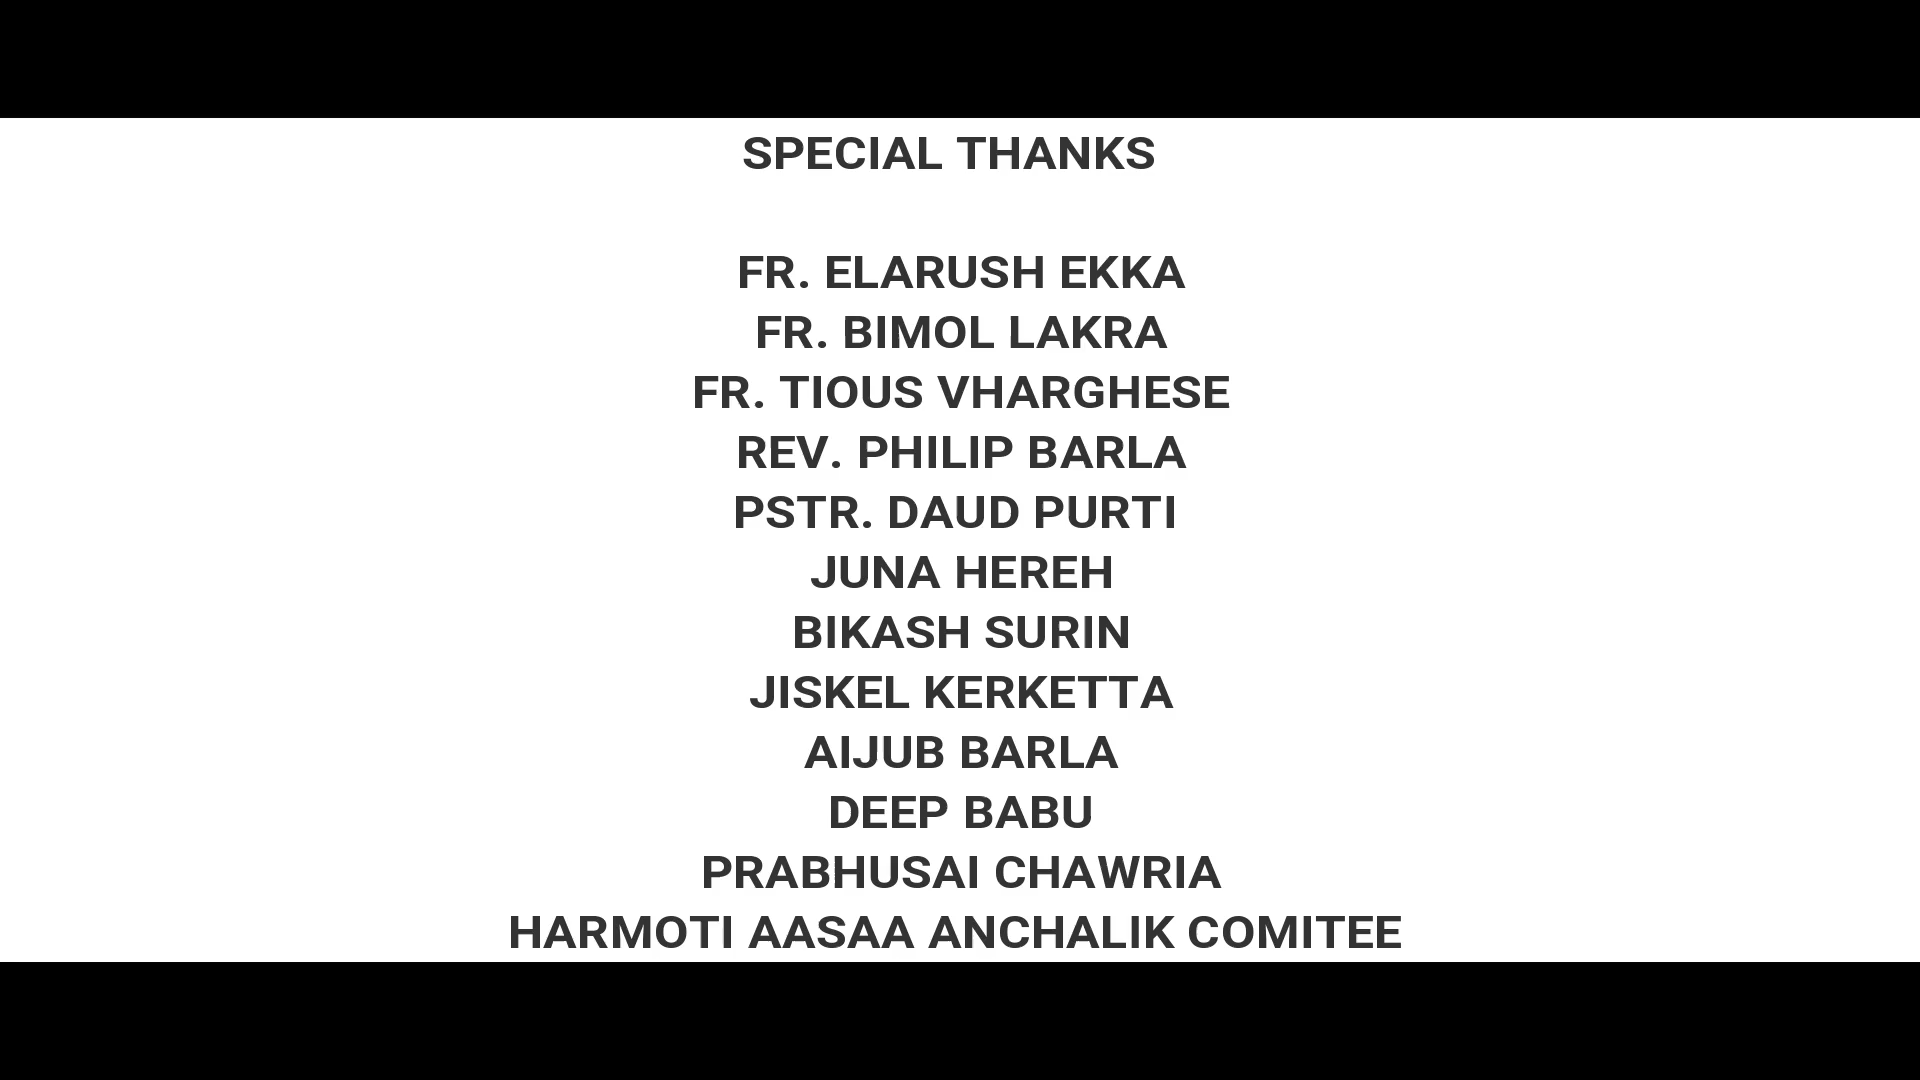 SPECIAL THANKS
FR. ELARUSH EKKA
FR. BIMOL LAKRA
FR. TIOUS VHARGHESE
REV. PHILIP BARLA
PSTR. DAUD PURTI
JUNA HEREH
BIKASH SURIN
JISKEL KERKETTA
AIJUB BARLA
DEEP BABU
PRABHUSAI CHAWRIA
HARMOTI AASAA ANCHALIK COMITEE